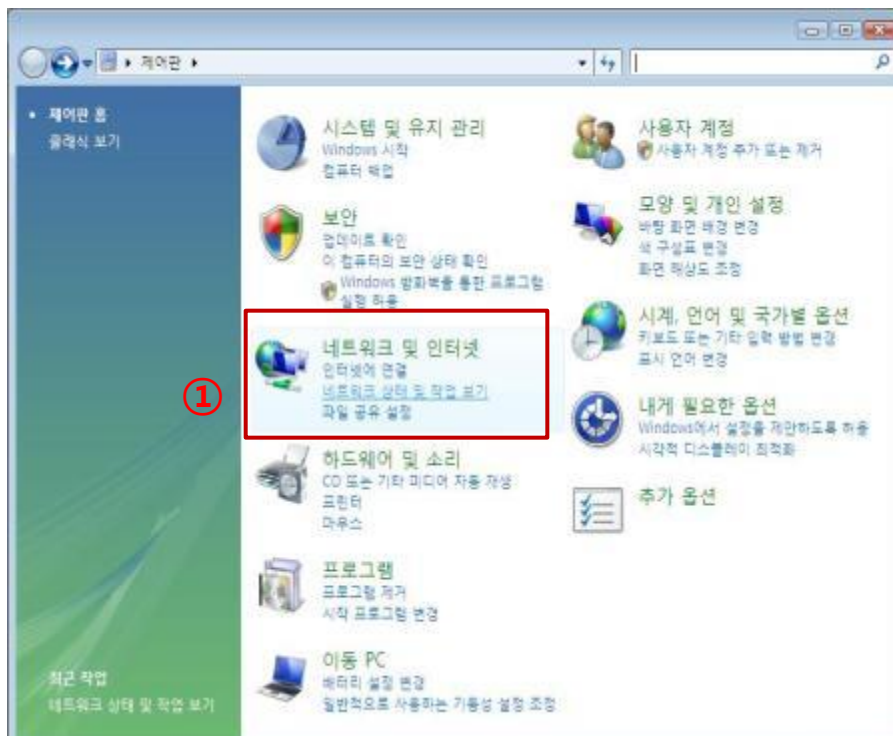 제어판
제어판 홈
클래식 보기
시스템 및 유지 관리
Windows 시작
컴퓨터 백업
보안
업데이트 확인
이 컴퓨터의 보안 상태 확인
Windows 방화벽을 통한 프로그램
실행 허용
①
네트워크 및 인터넷
인터넷에 연결
네트워크 상태 및 작업 보기
파일 공유 설정
하드웨어 및 소리
CD 또는 기타 미디어 자동 재생
프린터
마우스
프로그램
프로그램 제거
시작 프로그램 변경
이동 PC
배터리 설정 변경
일반적으로 사용하는 기동성 설정 조정
사용자 계정
사용자 계정 추가 또는 제거
모양 및 개인 설정
바탕 화면 배경 변경
색 구성표 변경
화면 해상도 조정
시계, 언어 및 국가별 옵션
키보드 또는 기타 입력 방법 변경
표시 언어 변경
내게 필요한 옵션
Windows에서 설정을 제안하도록 허용
시각적 디스플레이 최적화
추가 옵션
최근 작업
네트워크 상태 및 작업 보기